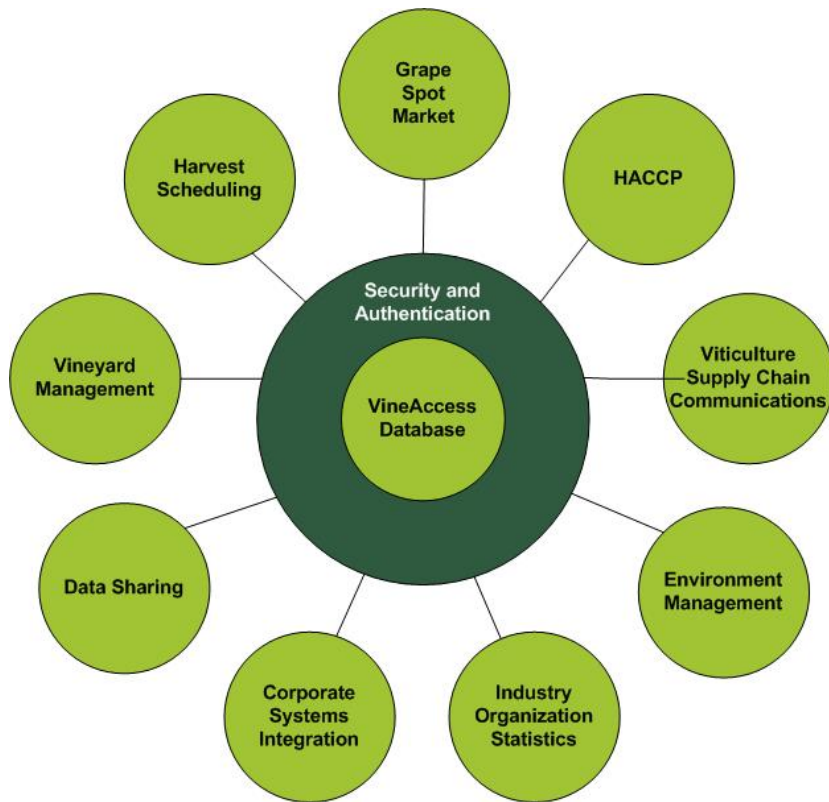 Grape
Spot
Market
Harvest
Scheduling
HACCP
Security and
Authentication
Vineyard
Management
Viticulture
Supply Chain
Communications
VineAccess
Database
Data Sharing
Environment
Management
Corporate
Systems
Integration
Industry
Organization
Statistics